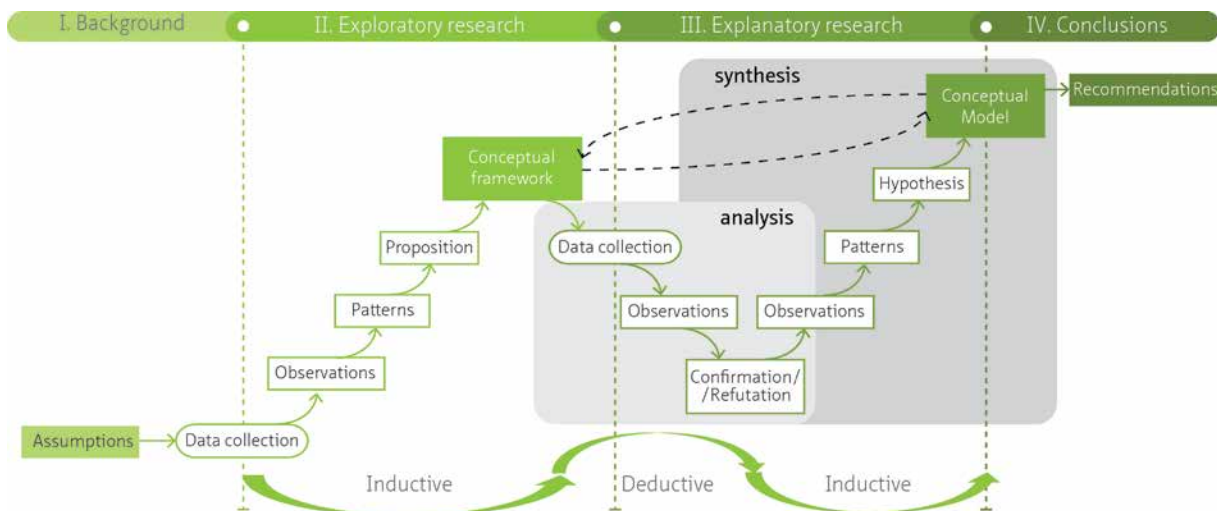 I. Background
II. Exploratory research
III. Explanatory research
IV. Conclusions
synthesis
Conceptual
Model
Recommendations
Conceptual
framework
Hypothesis
analysis
Proposition
Data collection
Patterns
Patterns
Observations
Observations
Observations
Confirmation/
/Refutation
Assumptions
Data collection
Inductive
Deductive
Inductive